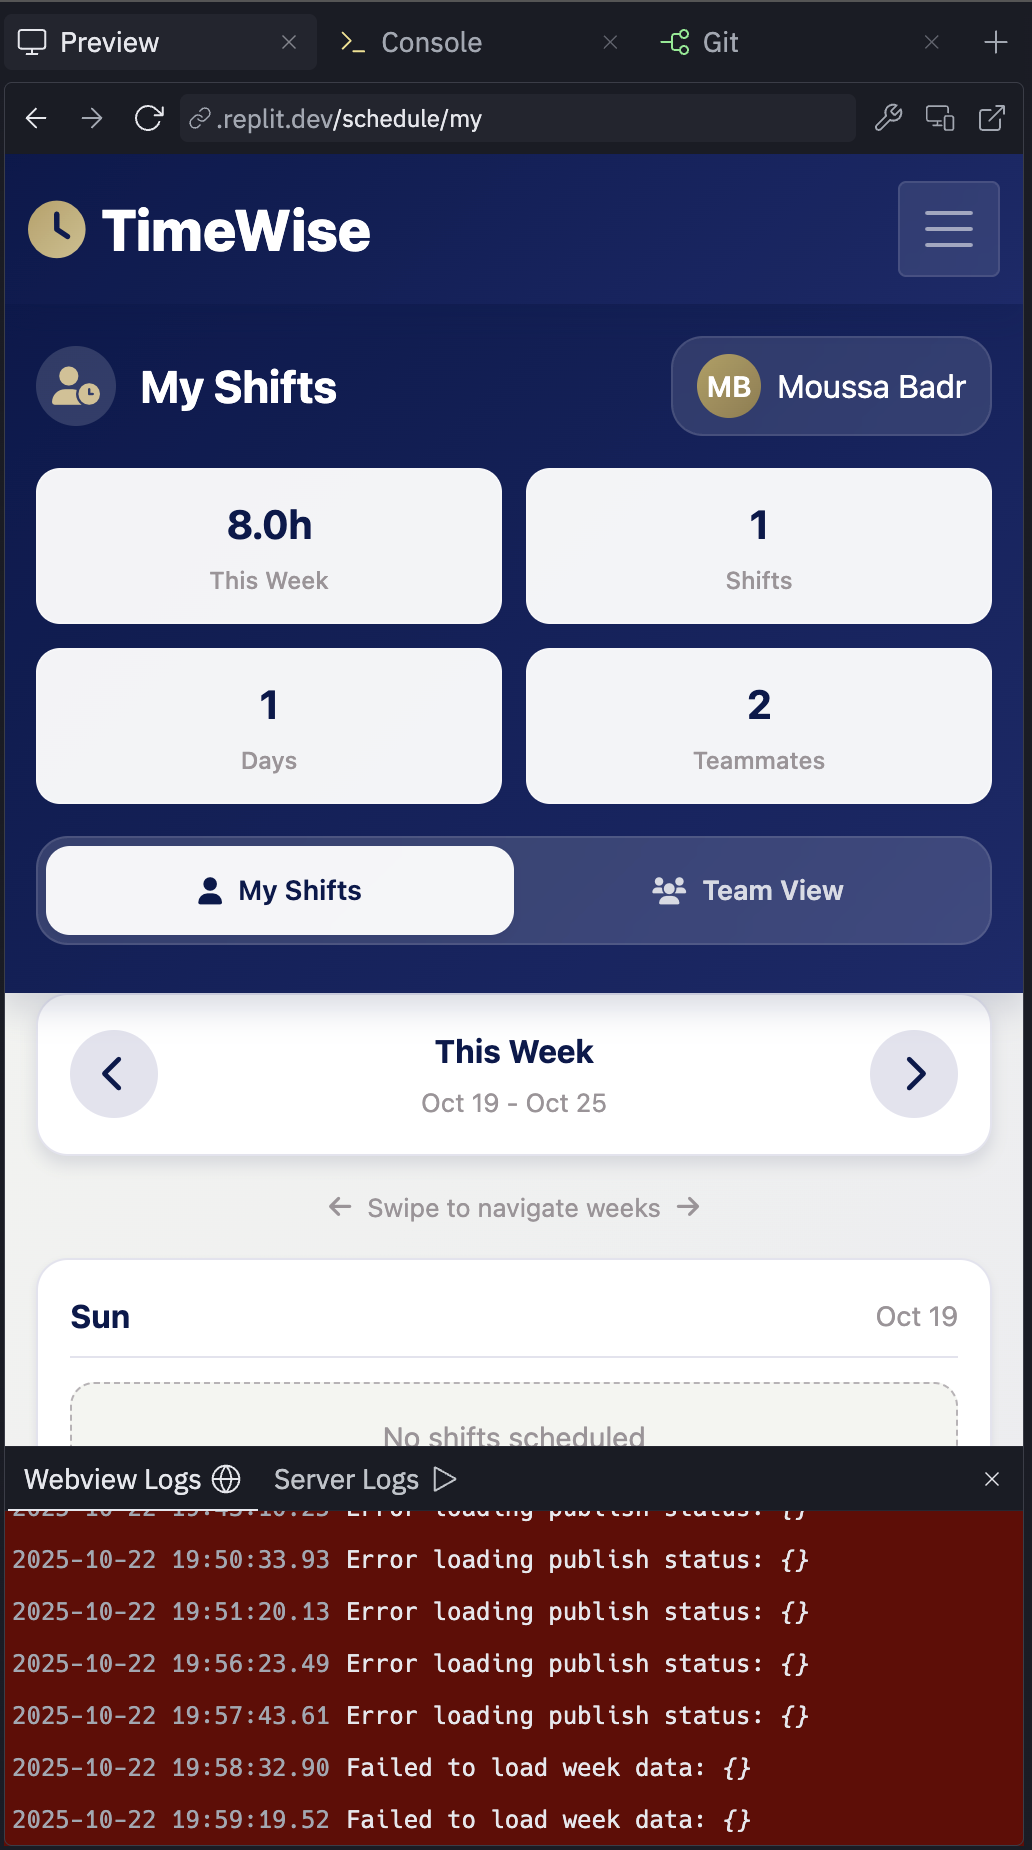 Preview
Console
Git
.replit.dev/schedule/my
TimeWise
My Shifts
MB Moussa Badr
8.0h
This Week
1
Shifts
1
Days
2
Teammates
My Shifts
Team View
This Week
Oct 19 - Oct 25
← Swipe to navigate weeks →
Sun
Oct 19
No shifts scheduled
Webview Logs
Server Logs
Error loading publish status: {}
2025-10-22 19:50:33.93 Error loading publish status: {}
2025-10-22 19:51:20.13 Error loading publish status: {}
2025-10-22 19:56:23.49 Error loading publish status: {}
2025-10-22 19:57:43.61 Error loading publish status: {}
2025-10-22 19:58:32.90 Failed to load week data: {}
2025-10-22 19:59:19.52 Failed to load week data: {}